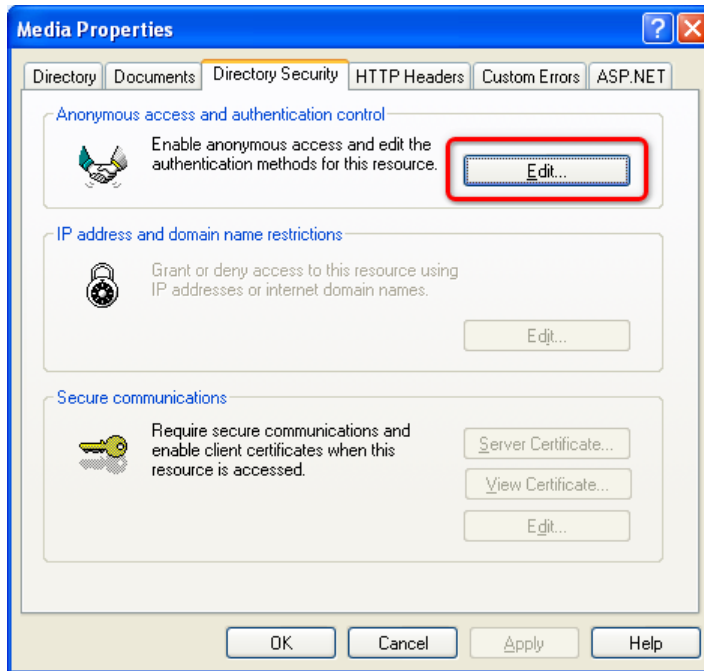 Media Properties
Directory Documents Directory Security HTTP Headers Custom Errors ASP.NET
Anonymous access and authentication control
Enable anonymous access and edit the
authentication methods for this resource.
Edit...
IP address and domain name restrictions
Grant or deny access to this resource using
IP addresses or internet domain names.
Edit...
Secure communications
Require secure communications and
enable client certificates when this
resource is accessed.
Server Certificate...
View Certificate...
Edit...
OK Cancel Apply Help